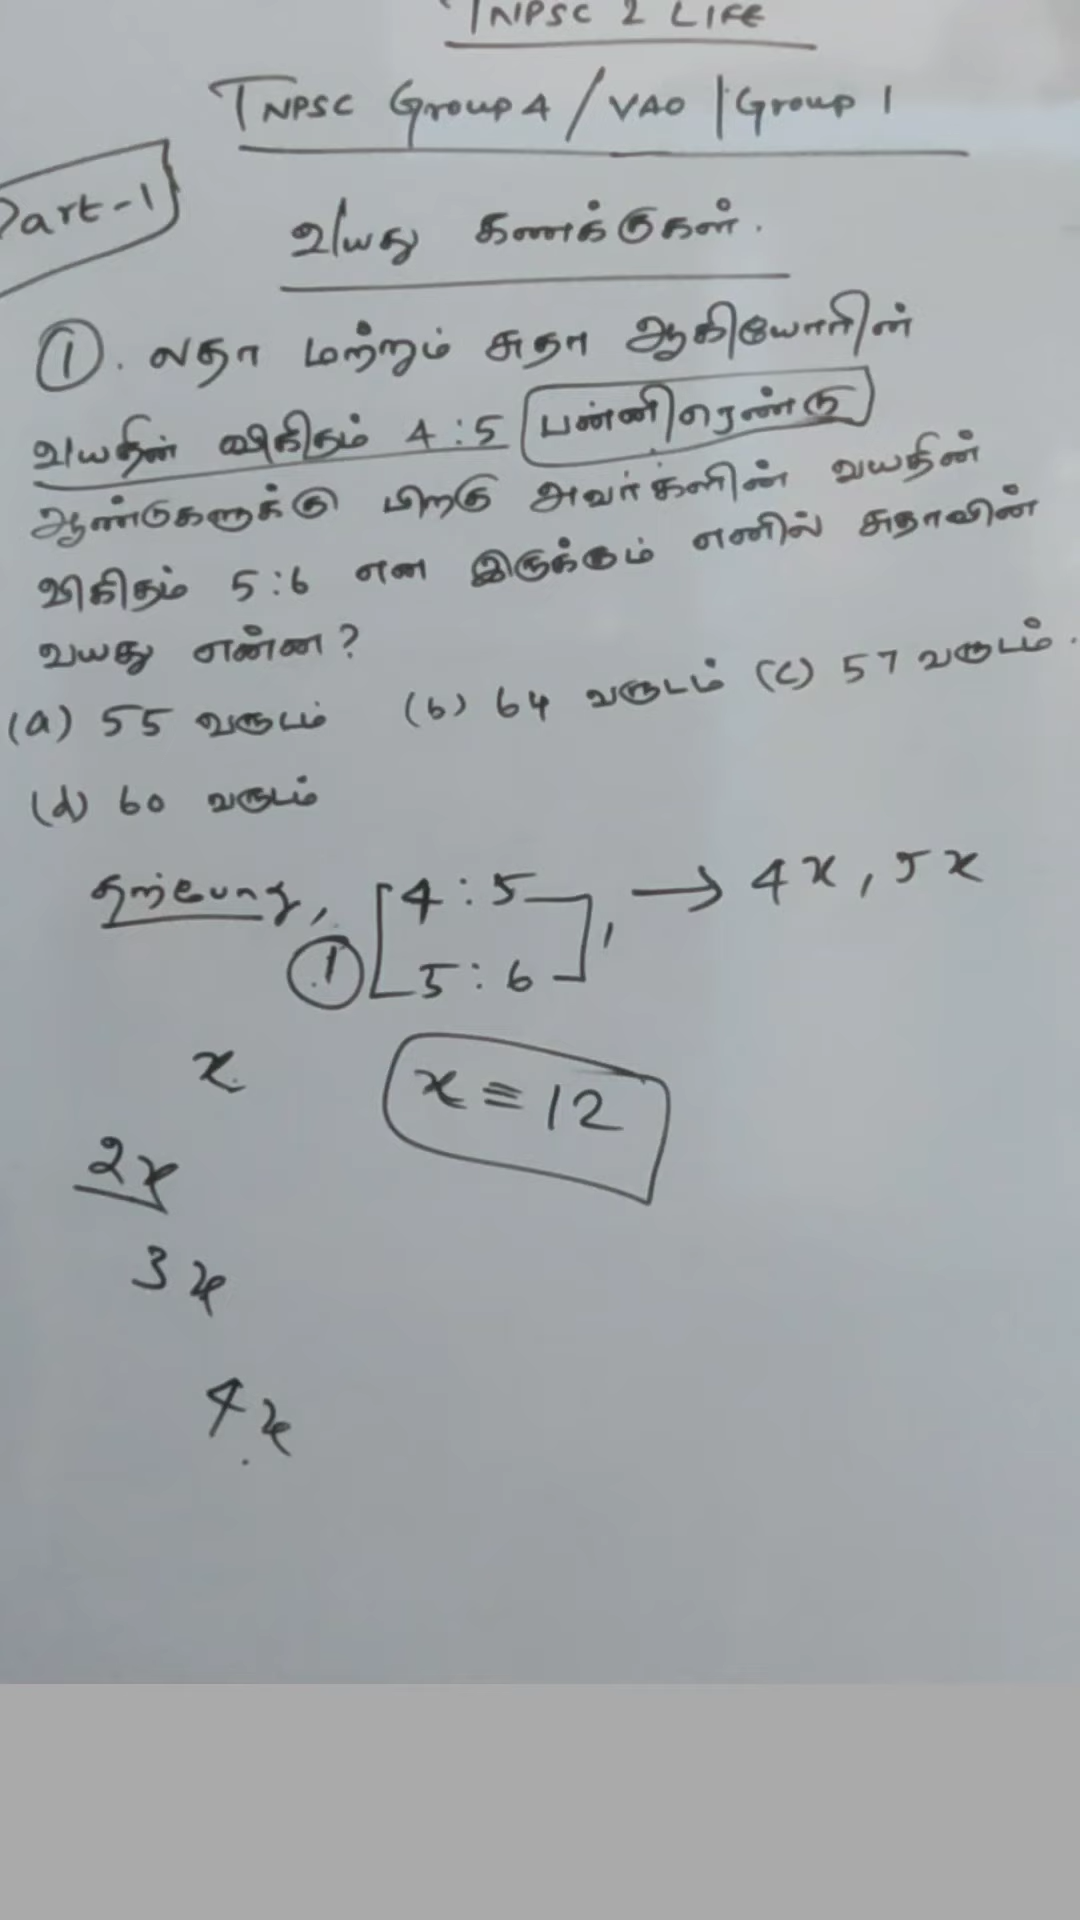 TNPSC 2 LIFE
TNPSC Group 4 / VAO | Group 1
Part-1
வயது கணக்குகள்.
①. லதா மற்றும் சுதா ஆகியோரின்
வயதின் விகிதம் 4:5 பன்னிரெண்டு
ஆண்டுகளுக்கு பிறகு அவர்களின் வயதின்
விகிதம் 5:6 என இருக்கும் எனில் சுதாவின்
வயது என்ன?
(a) 55 வருடம் (b) 64 வருடம் (c) 57 வருடம்.
(d) 60 வருடம்
தற்போது, 4:5, → 4x, 5x
① 5:6
x
x = 12
2x
3x
4x